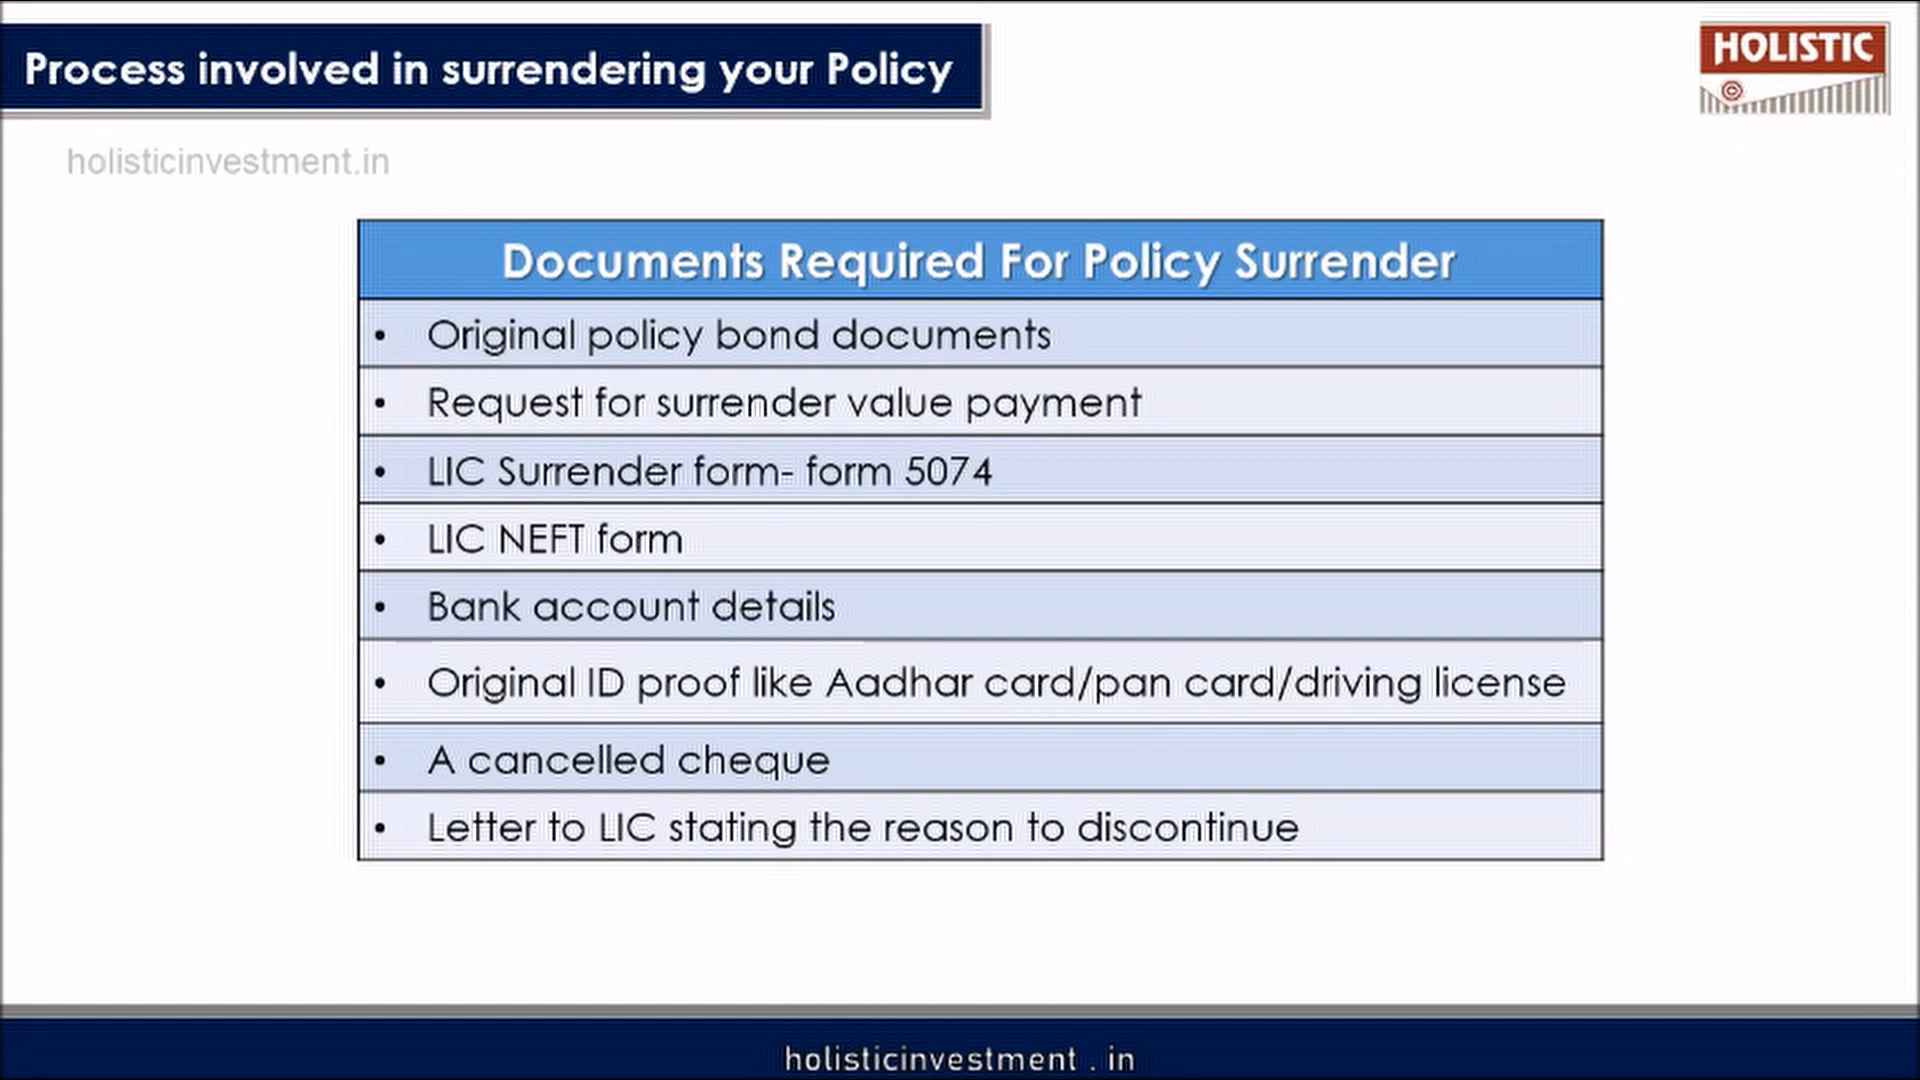 Process involved in surrendering your Policy
HOLISTIC
holisticinvestment.in
Documents Required For Policy Surrender
• Original policy bond documents
• Request for surrender value payment
• LIC Surrender form- form 5074
• LIC NEFT form
• Bank account details
• Original ID proof like Aadhar card/pan card/driving license
• A cancelled cheque
• Letter to LIC stating the reason to discontinue
holisticinvestment . in